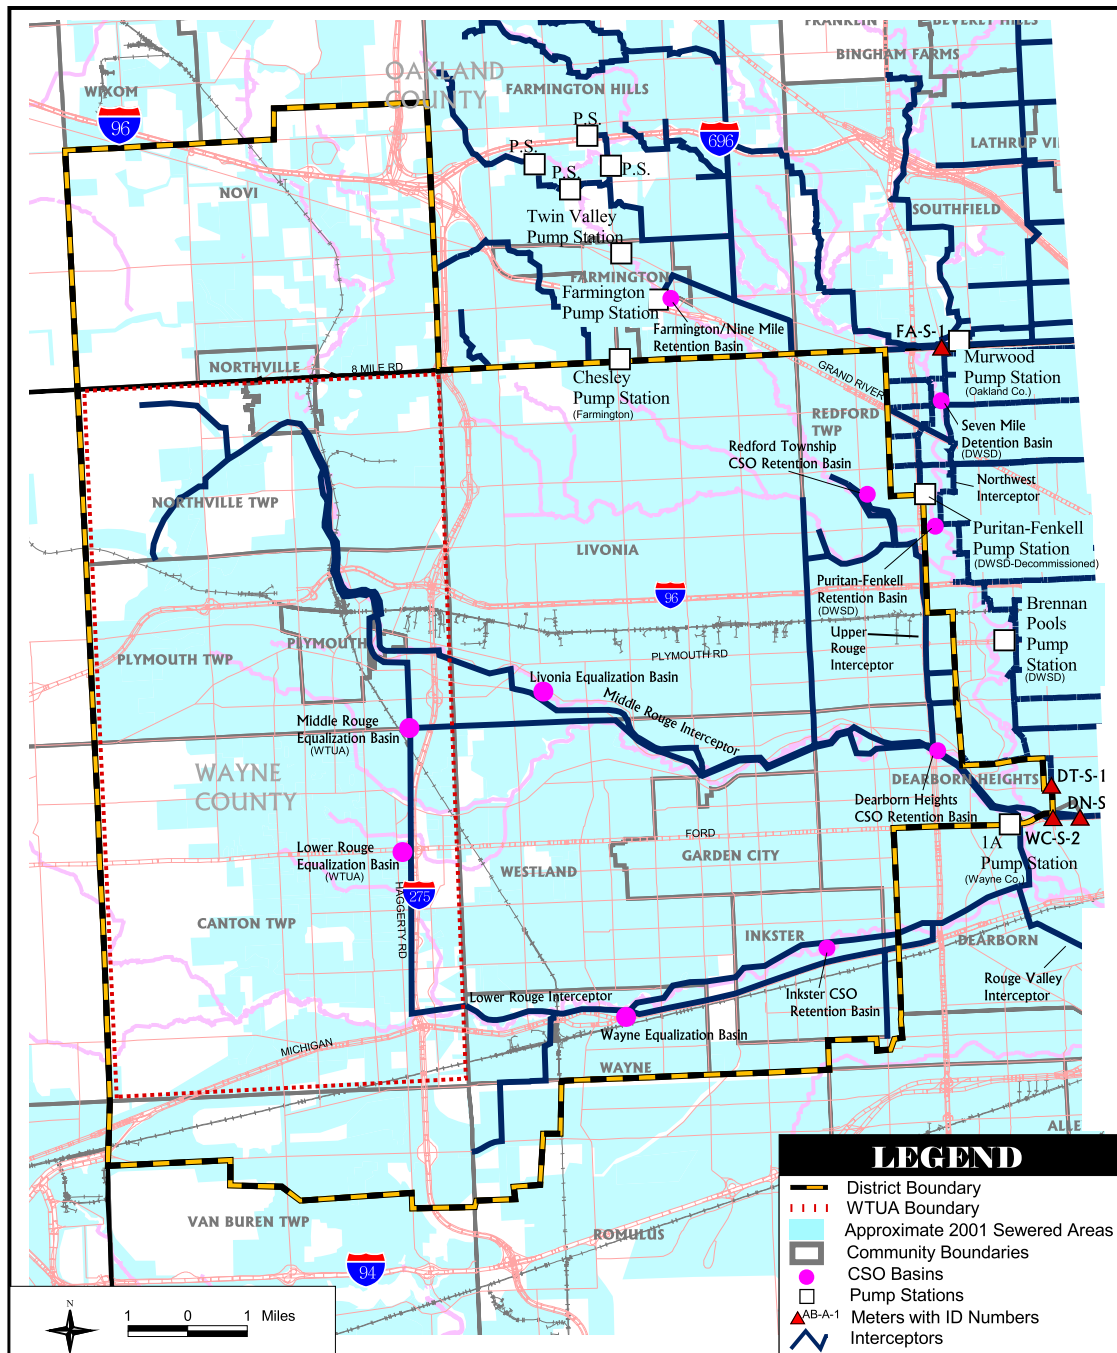 FRANKLIN
BEVERLY HILLS
BINGHAM FARMS
OAKLAND
COUNTY
WIXOM
FARMINGTON HILLS
96
P.S.
696
P.S.
P.S.
P.S.
LATHRUP VI
NOVI
SOUTHFIELD
Twin Valley
Pump Station
FARMINGTON
Farmington
Pump Station
Farmington/Nine Mile
Retention Basin
FA-S-1
NORTHVILLE
8 MILE RD
Chesley
Pump Station
(Farmington)
GRAND RIVER
Murwood
Pump Station
(Oakland Co.)
REDFORD
TWP
Seven Mile
Detention Basin
(DWSD)
Redford Township
CSO Retention Basin
Northwest
Interceptor
NORTHVILLE TWP
Puritan-Fenkell
Pump Station
(DWSD-Decommissioned)
LIVONIA
Puritan-Fenkell
Retention Basin
(DWSD)
96
Brennan
Pools
Pump
Station
(DWSD)
Upper
Rouge
Interceptor
PLYMOUTH
PLYMOUTH TWP
PLYMOUTH RD
Livonia Equalization Basin
Middle Rouge Interceptor
Middle Rouge
Equalization Basin
(WTUA)
WAYNE
COUNTY
DEARBORN HEIGHTS
DT-S-1
Dearborn Heights
CSO Retention Basin
DN-S
WC-S-2
FORD
1A
Pump Station
(Wayne Co.)
Lower Rouge
Equalization Basin
(WTUA)
GARDEN CITY
WESTLAND
275
HAGGERTY RD
CANTON TWP
INKSTER
DEARBORN
Rouge Valley
Interceptor
Lower Rouge Interceptor
Inkster CSO
Retention Basin
Wayne Equalization Basin
MICHIGAN
WAYNE
ALLE
VAN BUREN TWP
ROMULUS
94
LEGEND
District Boundary
WTUA Boundary
Approximate 2001 Sewered Areas
Community Boundaries
CSO Basins
Pump Stations
AB-A-1 Meters with ID Numbers
Interceptors
N
1 0 1 Miles